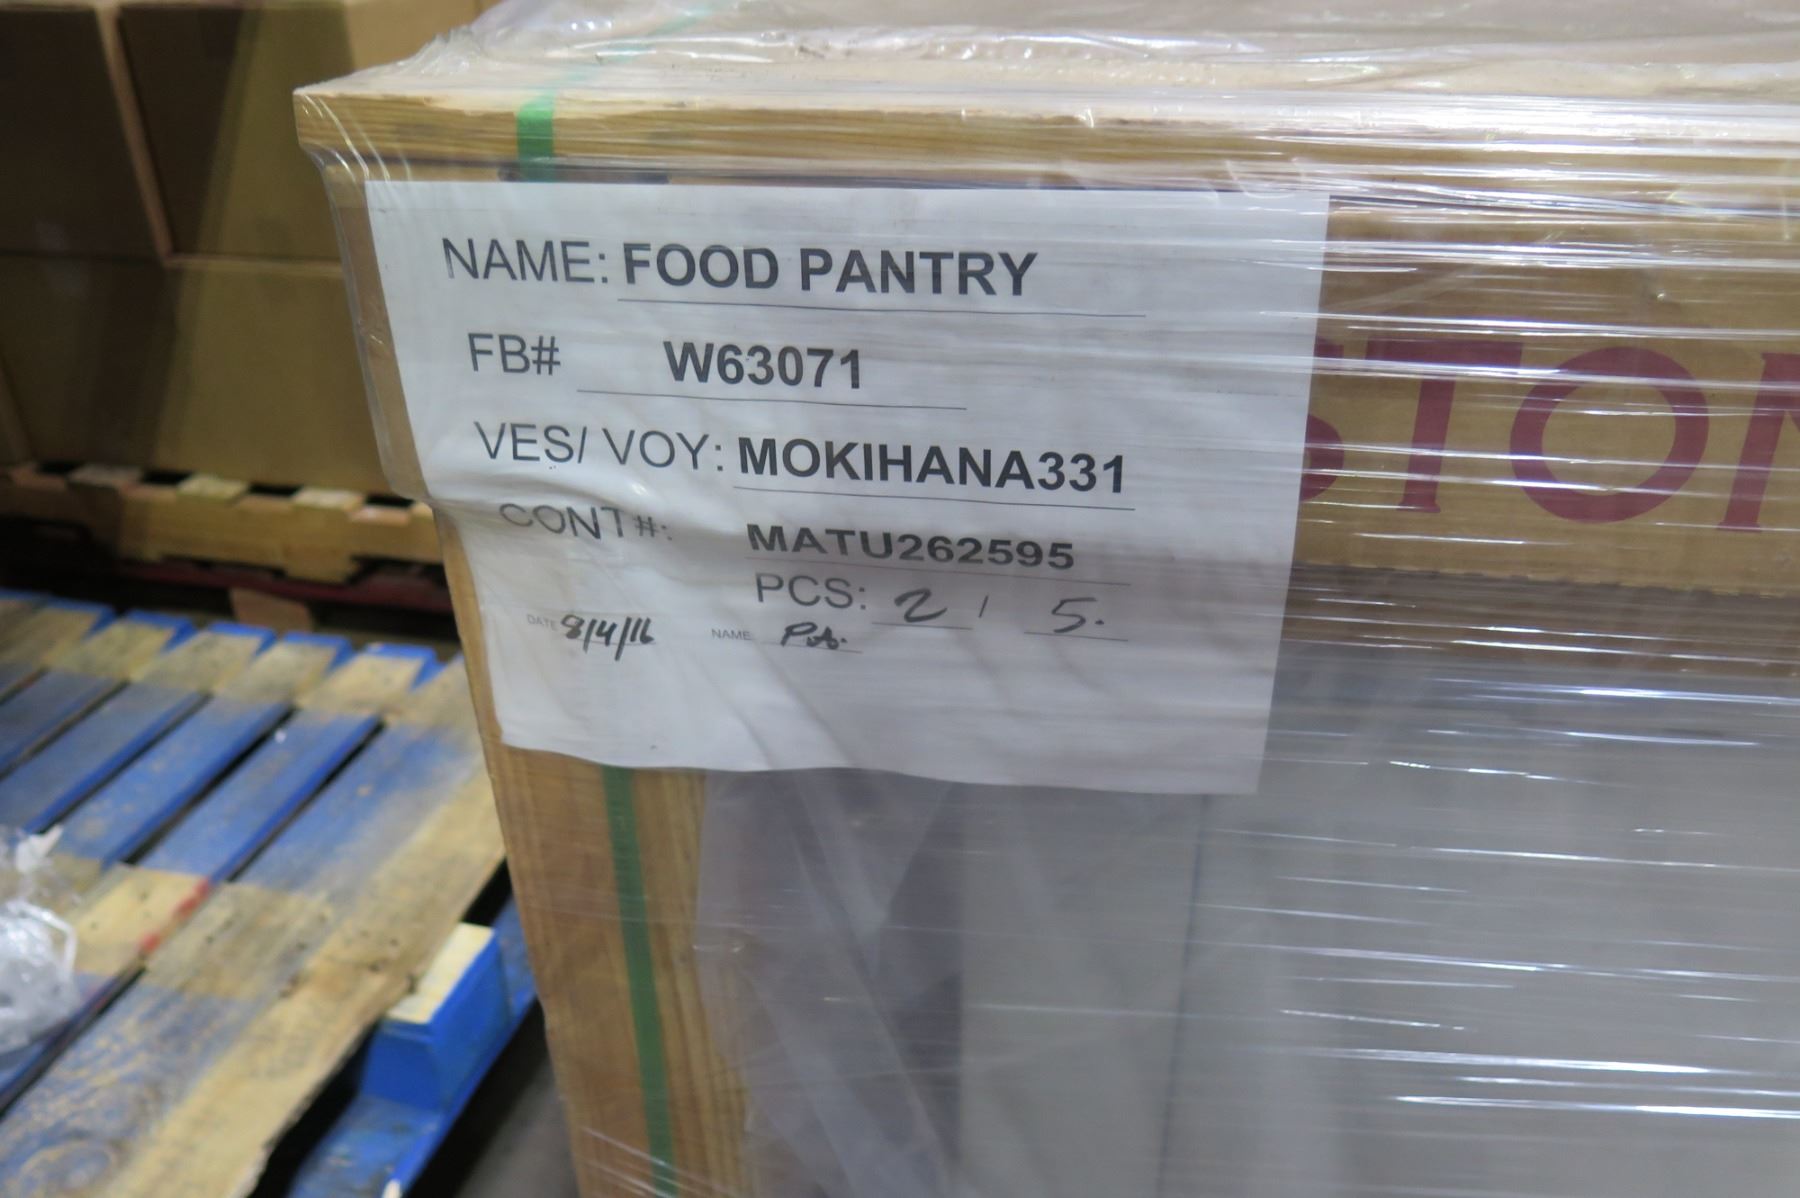 NAME: FOOD PANTRY
FB# W63071
VES/ VOY: MOKIHANA331
CONT#: MATU262595
PCS: 2 / 5.
DATE 8/4/16 NAME P.A.
STON